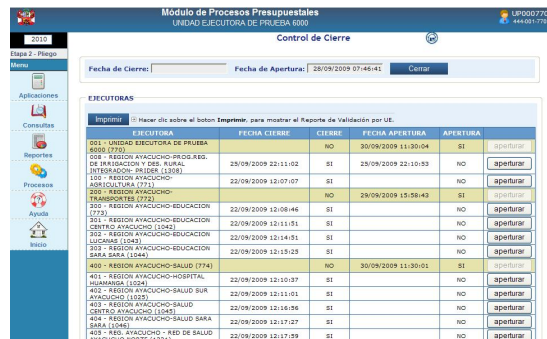 Módulo de Procesos Presupuestales
UNIDAD EJECUTORA DE PRUEBA 6000
UP000770
444-001-770
2010
Etapa 2 - Pliego
Menu
Aplicaciones
Consultas
Reportes
Procesos
Ayuda
Inicio
Control de Cierre
Fecha de Cierre:
Fecha de Apertura: 28/09/2009 07:46:41 Cerrar
EJECUTORAS
Imprimir Hacer clic sobre el boton Imprimir, para mostrar el Reporte de Validación por UE.
EJECUTORA FECHA CIERRE CIERRE FECHA APERTURA APERTURA
001 - UNIDAD EJECUTORA DE PRUEBA
6000 (770) NO 30/09/2009 11:30:04 SI aperturar
008 - REGION AYACUCHO-PROG.REG.
DE IRRIGACION Y DES. RURAL
INTEGRADON- PRIDER (1308) 25/09/2009 22:11:02 SI 25/09/2009 22:10:53 NO aperturar
100 - REGION AYACUCHO-
AGRICULTURA (771) 22/09/2009 12:07:07 SI NO aperturar
200 - REGION AYACUCHO-
TRANSPORTES (772) NO 29/09/2009 15:58:43 SI aperturar
300 - REGION AYACUCHO-EDUCACION
(773) 22/09/2009 12:08:46 SI NO aperturar
301 - REGION AYACUCHO-EDUCACION
CENTRO AYACUCHO (1042) 22/09/2009 12:11:51 SI NO aperturar
302 - REGION AYACUCHO-EDUCACION
LUCANAS (1043) 22/09/2009 12:14:51 SI NO aperturar
303 - REGION AYACUCHO-EDUCACION
SARA SARA (1044) 22/09/2009 12:15:25 SI NO aperturar
400 - REGION AYACUCHO-SALUD (774) NO 30/09/2009 11:30:01 SI aperturar
401 - REGION AYACUCHO-HOSPITAL
HUAMANGA (1024) 22/09/2009 12:10:37 SI NO aperturar
402 - REGION AYACUCHO-SALUD SUR
AYACUCHO (1025) 22/09/2009 12:11:01 SI NO aperturar
403 - REGION AYACUCHO-SALUD
CENTRO AYACUCHO (1045) 22/09/2009 12:16:56 SI NO aperturar
404 - REGION AYACUCHO-SALUD SARA
SARA (1046) 22/09/2009 12:17:27 SI NO aperturar
405 - REG. AYACUCHO - RED DE SALUD
22/09/2009 12:17:59 SI NO aperturar